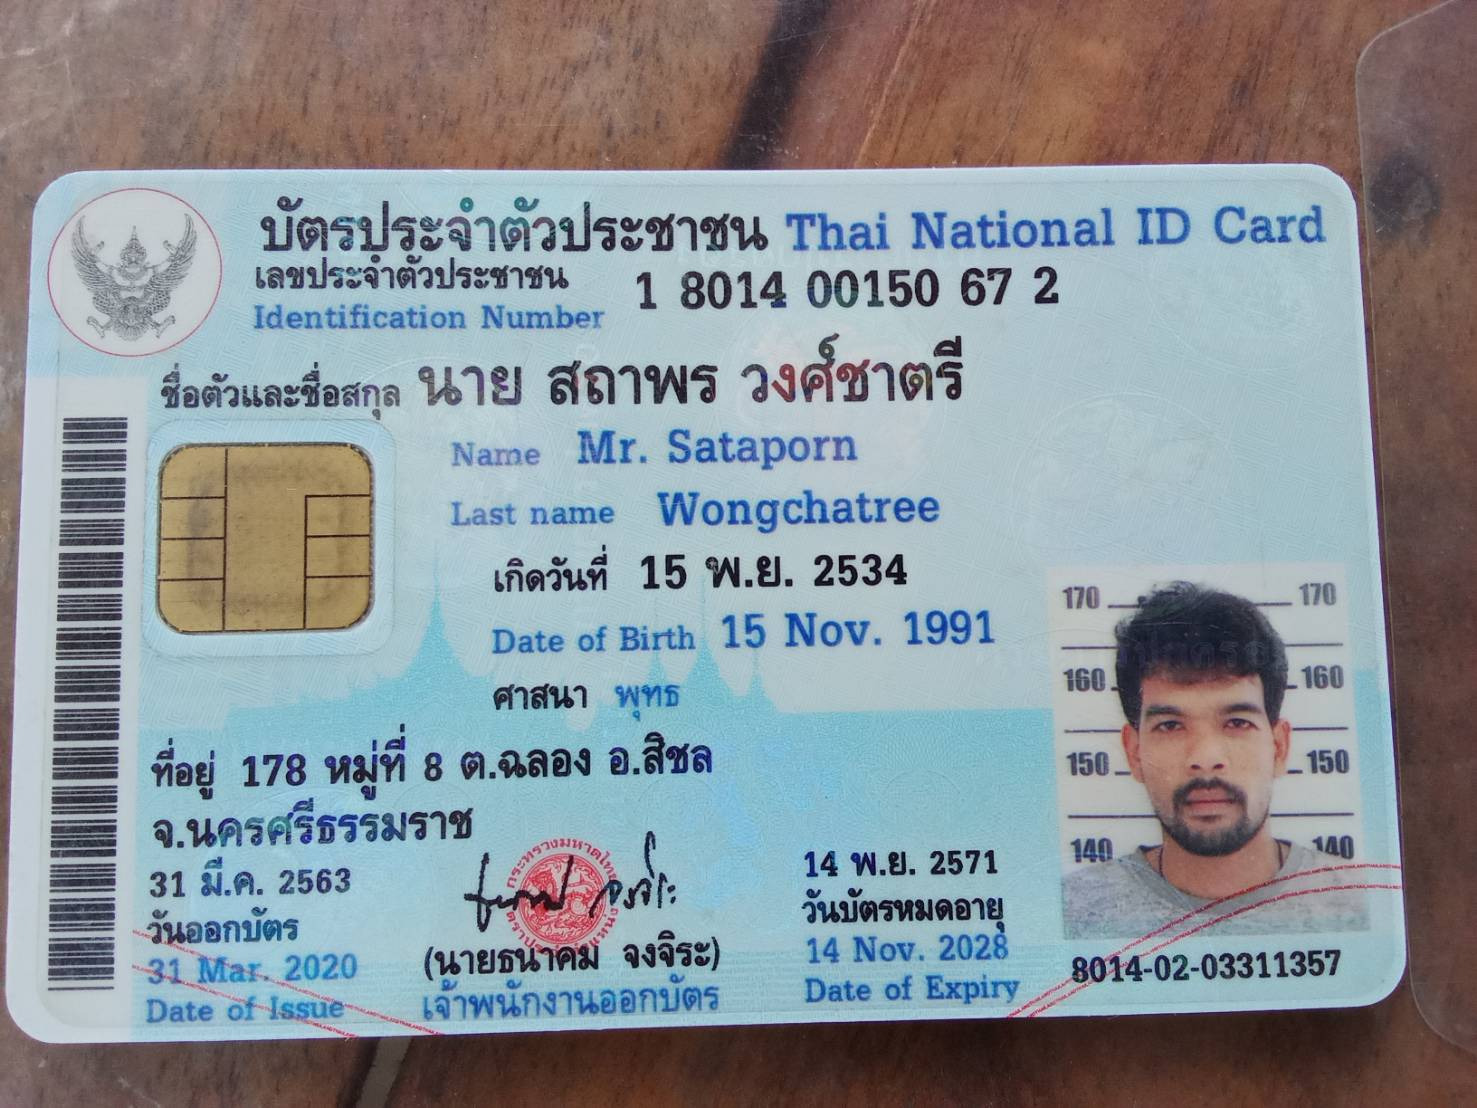 บัตรประจำตัวประชาชน Thai National ID Card
เลขประจำตัวประชาชน 1 8014 00150 67 2
Identification Number
ชื่อตัวและชื่อสกุล นาย สถาพร วงศ์ชาตรี
Name Mr. Sataporn
Last name Wongchatree
เกิดวันที่ 15 พ.ย. 2534
Date of Birth 15 Nov. 1991
ศาสนา พุทธ
ที่อยู่ 178 หมู่ที่ 8 ต.ฉลอง อ.สิชล
จ.นครศรีธรรมราช
31 มี.ค. 2563
วันออกบัตร
31 Mar. 2020
Date of Issue
(นายธนาคม จงจิระ)
เจ้าพนักงานออกบัตร
14 พ.ย. 2571
วันบัตรหมดอายุ
14 Nov. 2028
Date of Expiry
170 170
160 160
150 150
140 140
8014-02-03311357